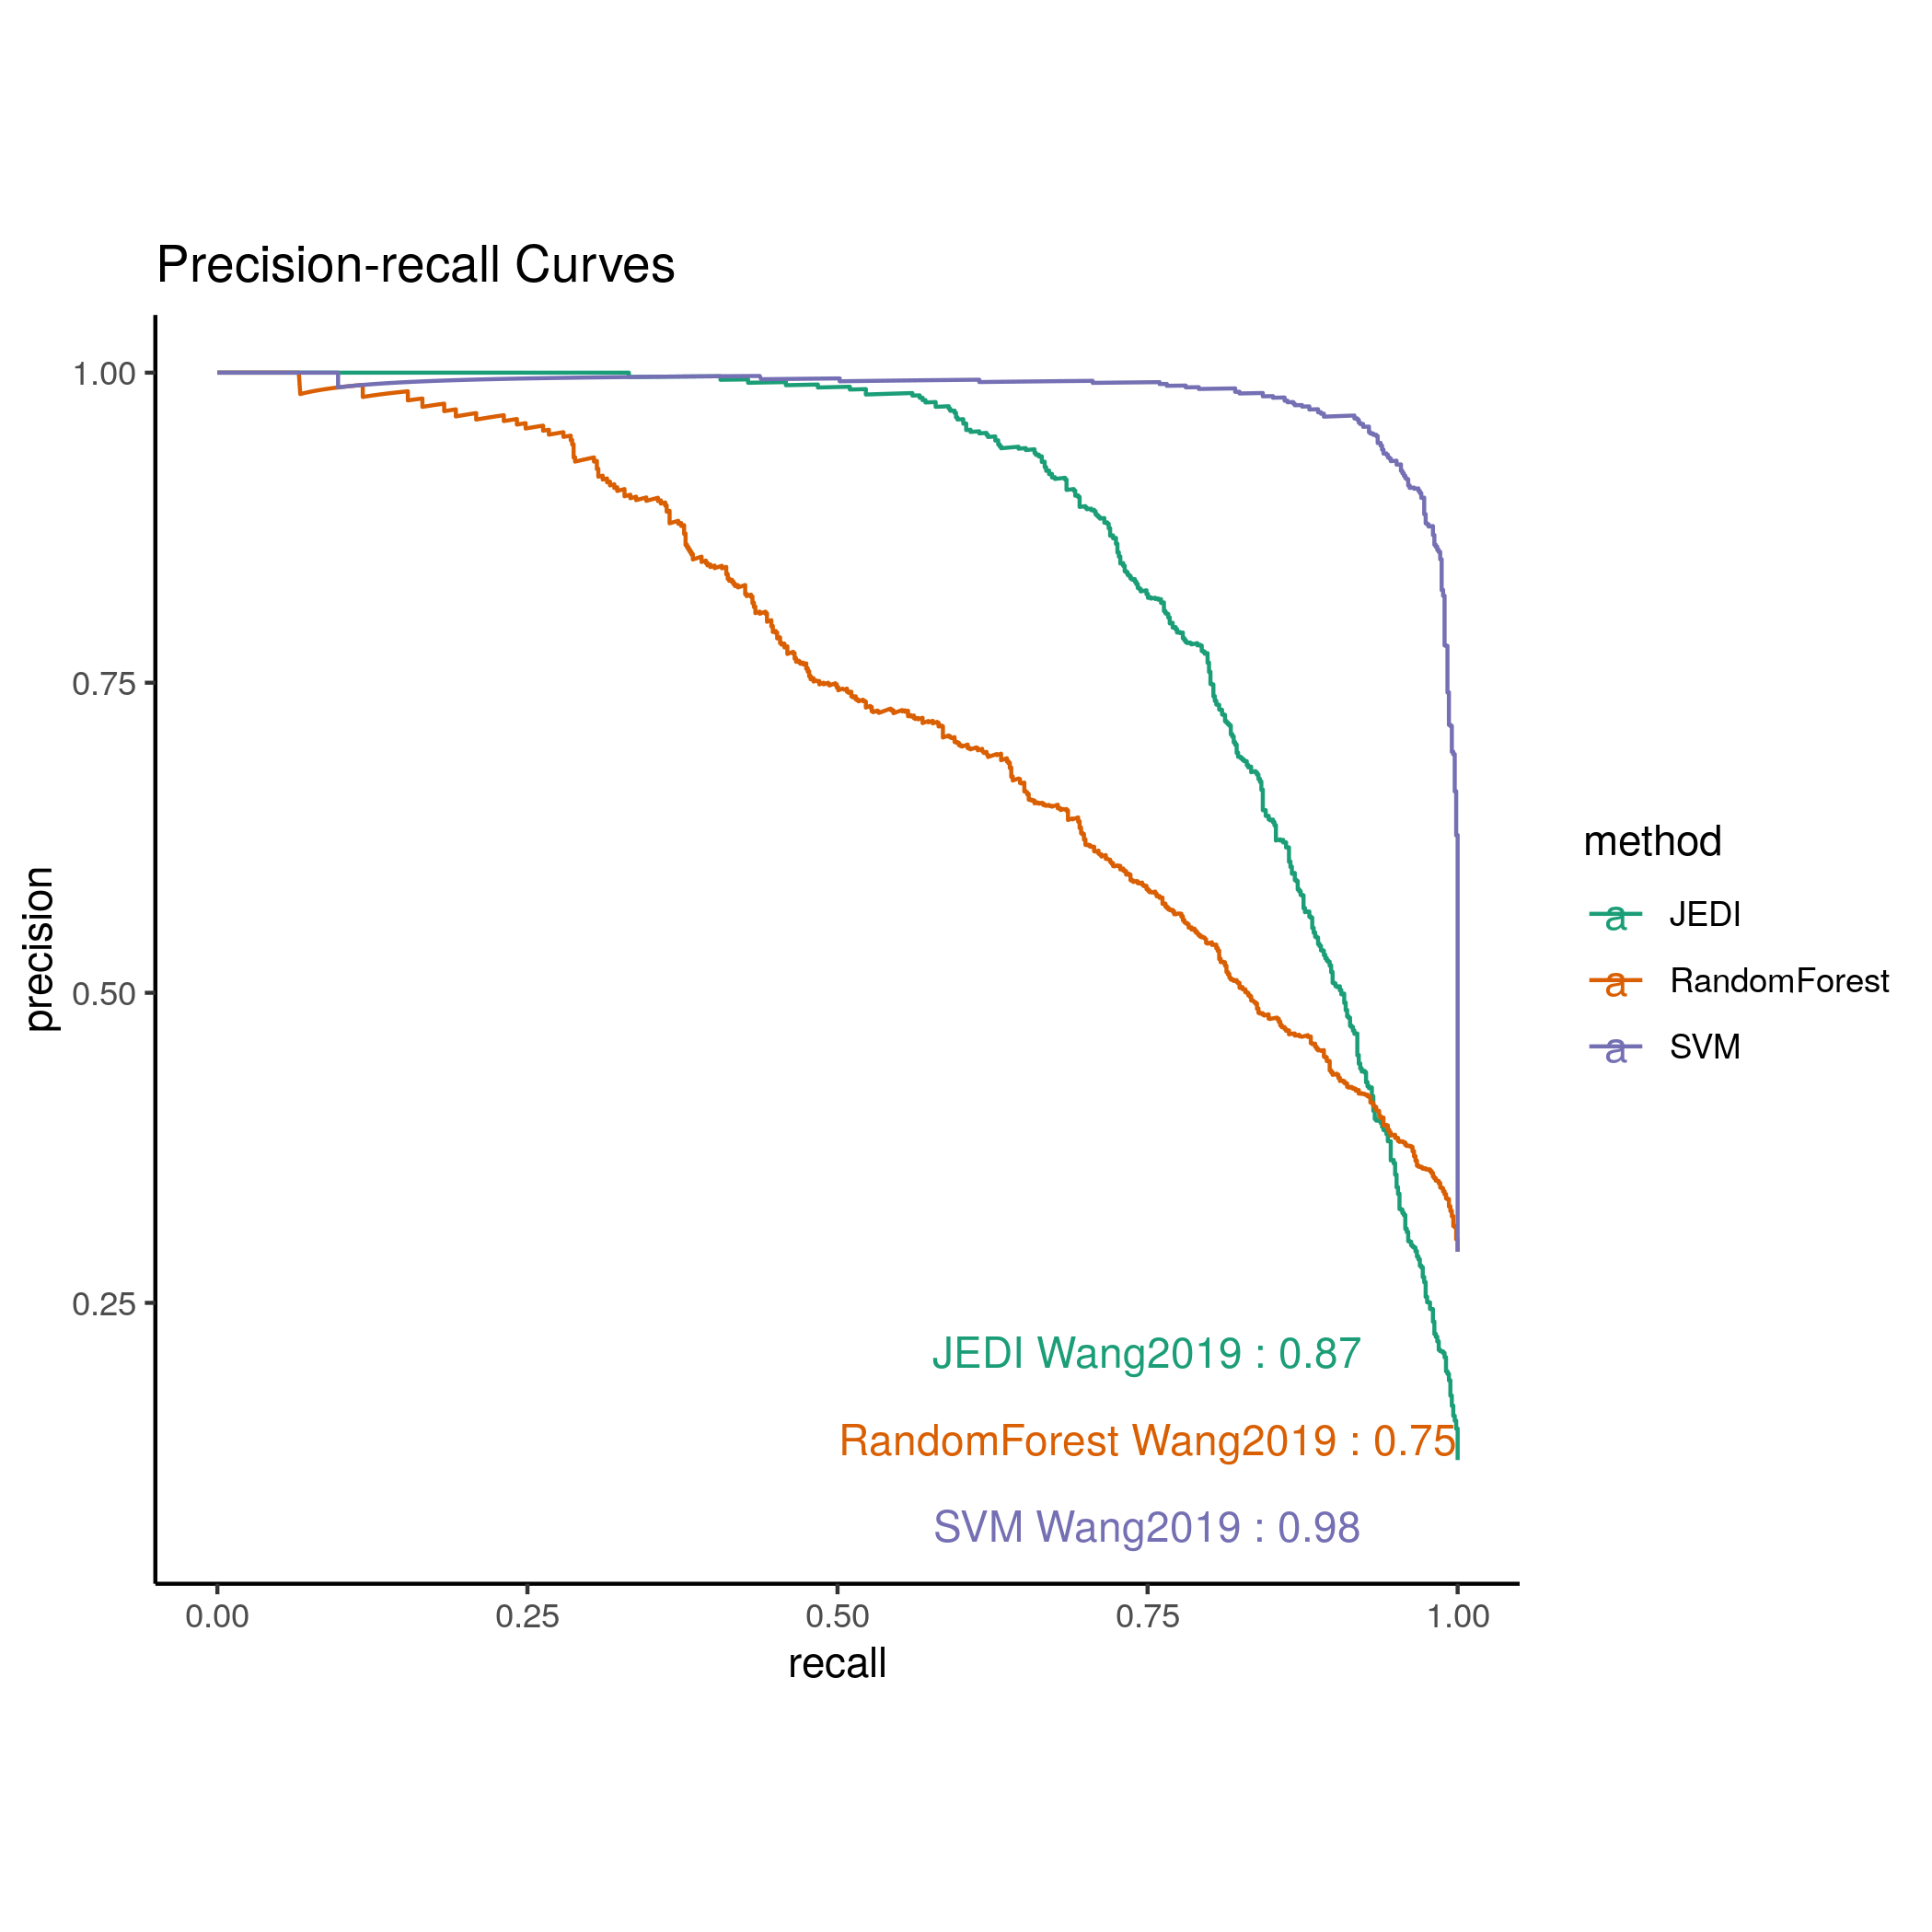 Precision-recall Curves
1.00
0.75
0.50
0.25
precision
0.00
0.25
0.50
0.75
1.00
recall
JEDI Wang2019 : 0.87
RandomForest Wang2019 : 0.75
SVM Wang2019 : 0.98
method
a JEDI
a RandomForest
a SVM